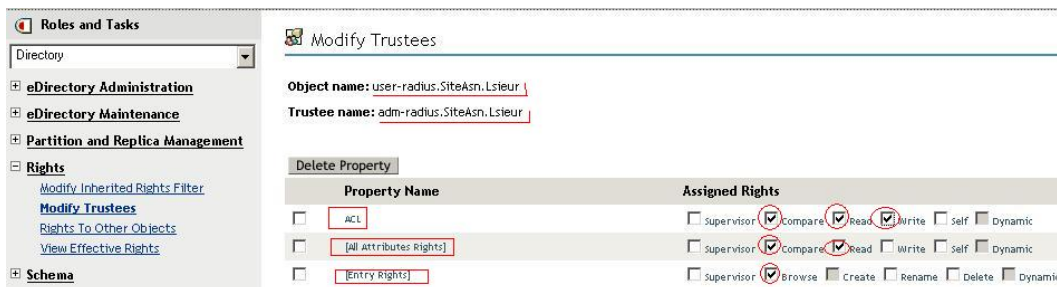 Roles and Tasks
Directory
eDirectory Administration
eDirectory Maintenance
Partition and Replica Management
Rights
Modify Inherited Rights Filter
Modify Trustees
Rights To Other Objects
View Effective Rights
Schema
Modify Trustees
Object name: user-radius.SiteAsn.Lsieur
Trustee name: adm-radius.SiteAsn.Lsieur
Delete Property
Property Name Assigned Rights
ACL Supervisor Compare Read Write Self Dynamic
[All Attributes Rights] Supervisor Compare Read Write Self Dynamic
[Entry Rights] Supervisor Browse Create Rename Delete Dynami